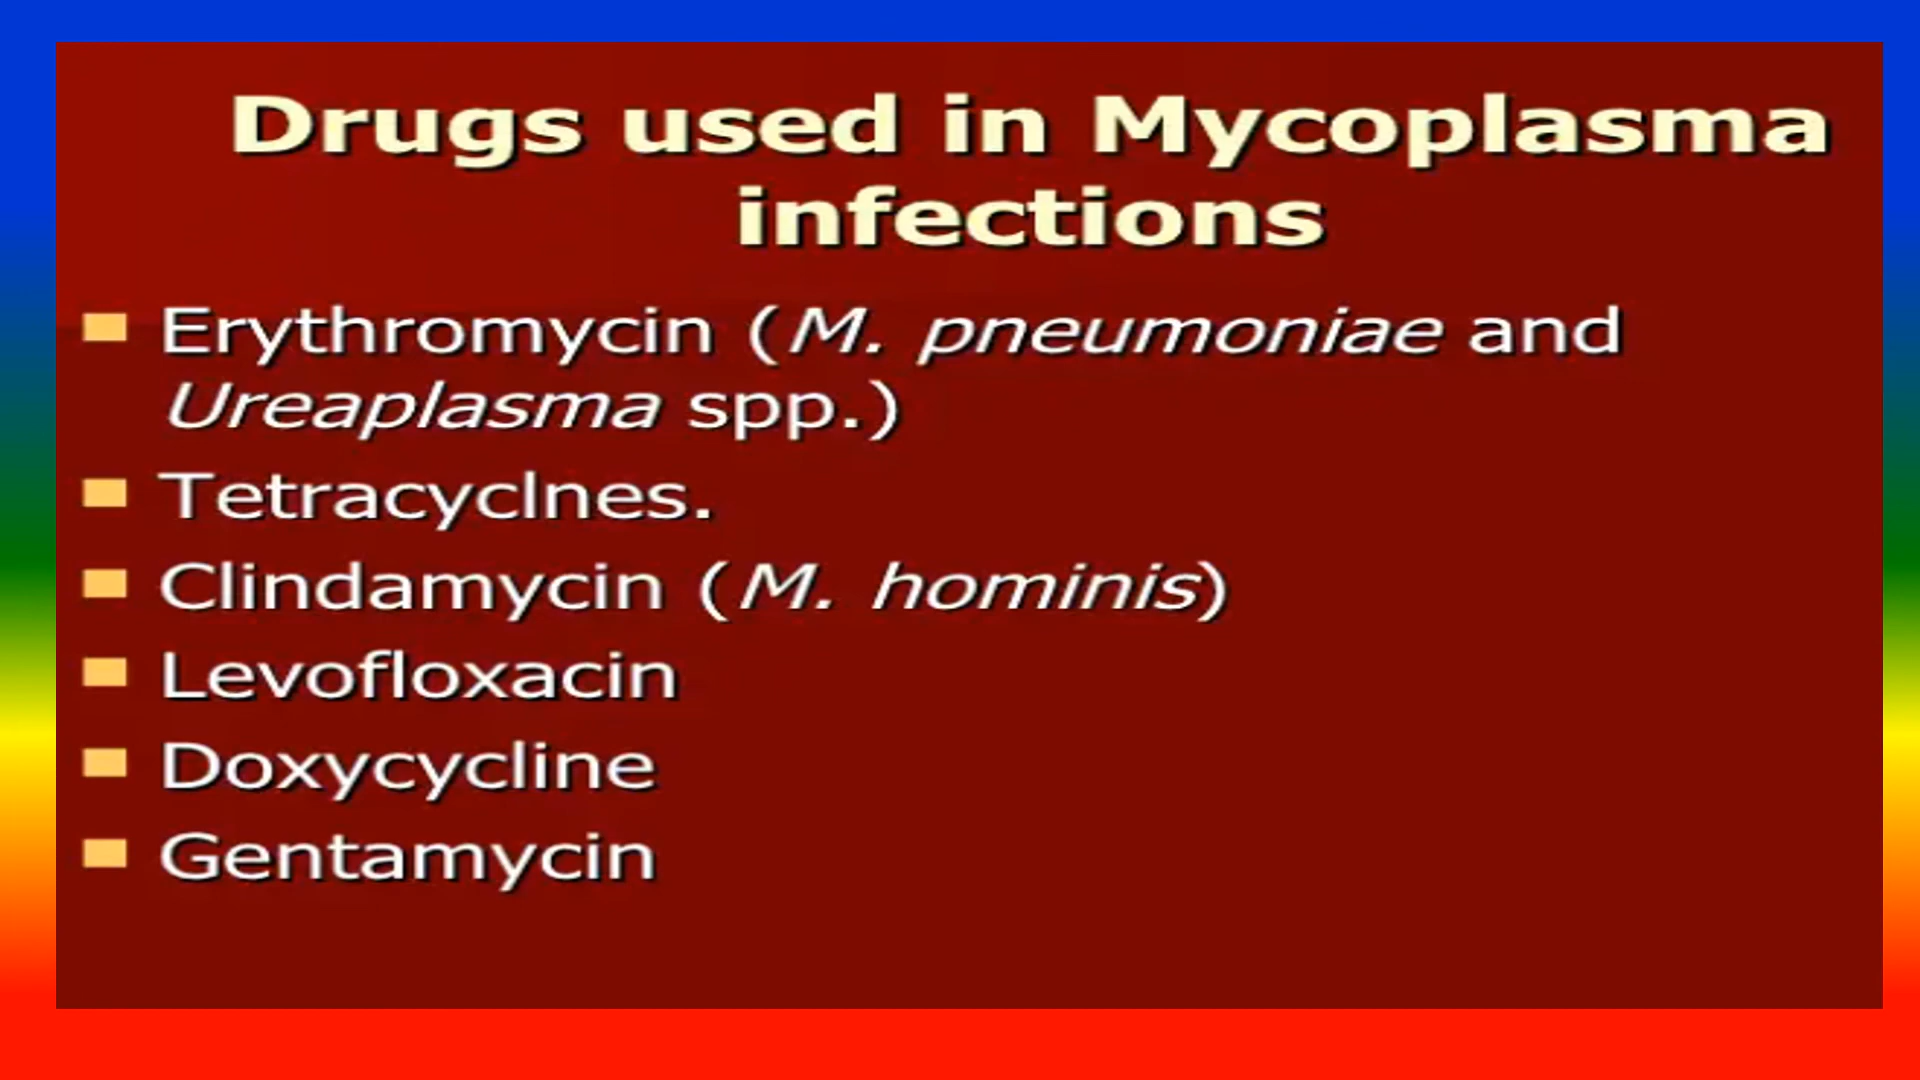 Drugs used in Mycoplasma
infections
Erythromycin (M. pneumoniae and
Ureaplasma spp.)
Tetracyclnes.
Clindamycin (M. hominis)
Levofloxacin
Doxycycline
Gentamycin